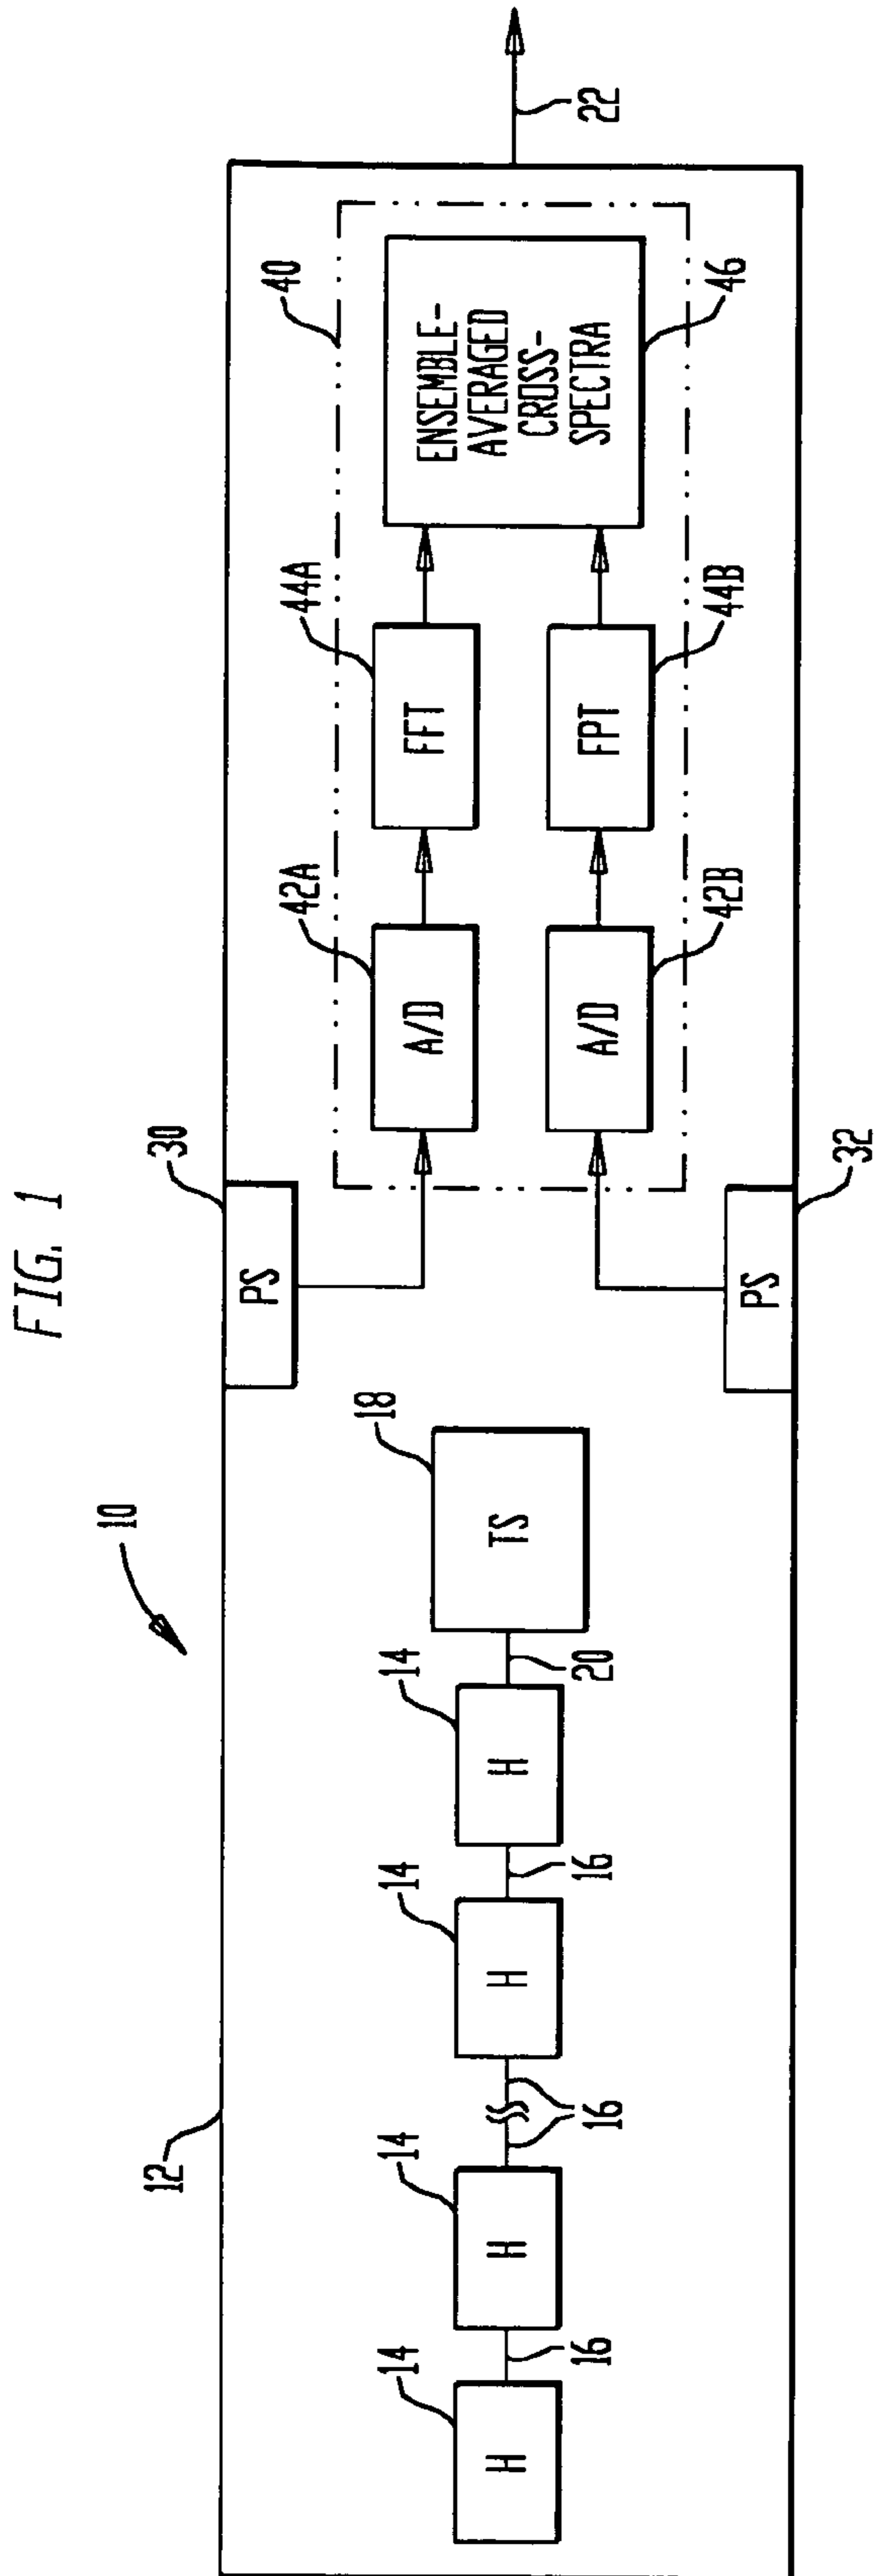 FIG. 1
10
12
14
14
14
14
18
30
42A
44A
40
PS
H
H
H
H
TS
A/D
FFT
ENSEMBLE-
AVERAGED
CROSS-
SPECTRA
22
16
16
16
20
A/D
FPT
PS
42B
44B
46
32